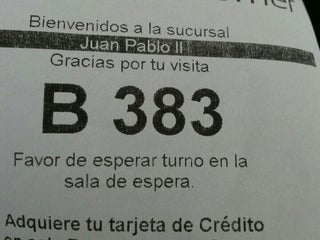 Bienvenidos a la sucursal
Juan Pablo II
Gracias por tu visita
B 383
Favor de esperar turno en la
sala de espera.
Adquiere tu tarjeta de Crédito